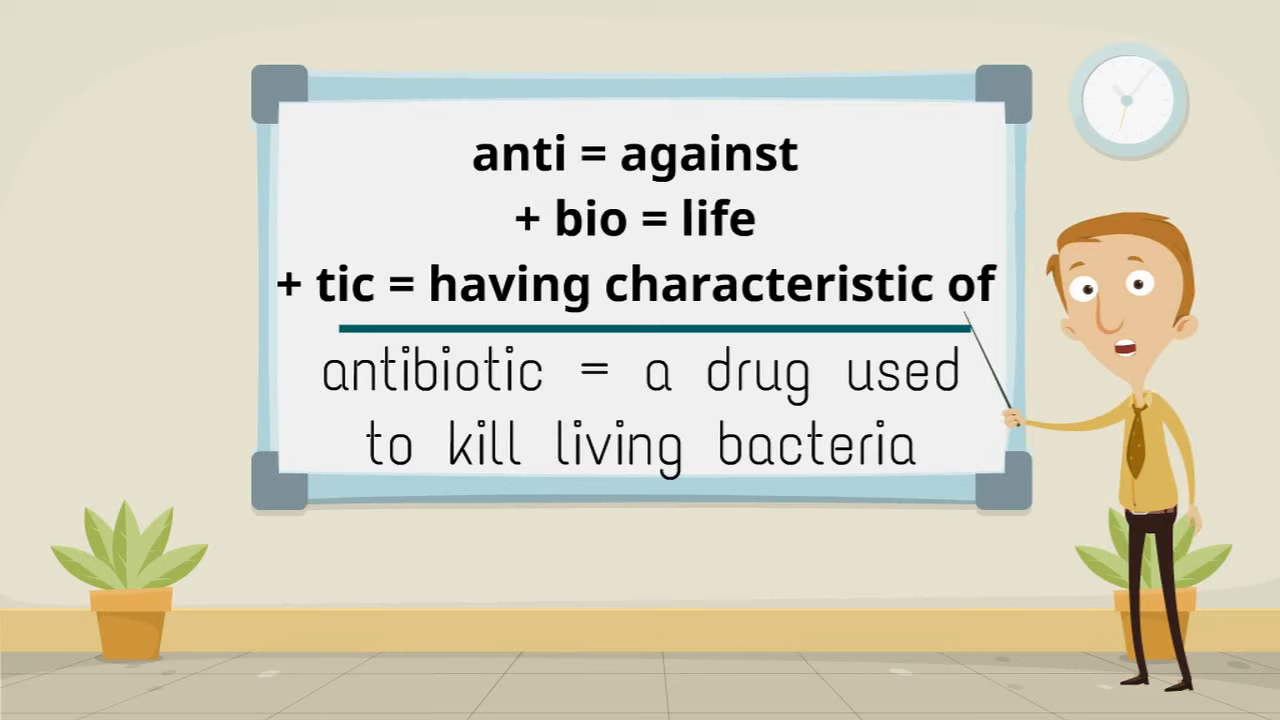 anti = against
+ bio = life
+ tic = having characteristic of
antibiotic = a drug used
to kill living bacteria